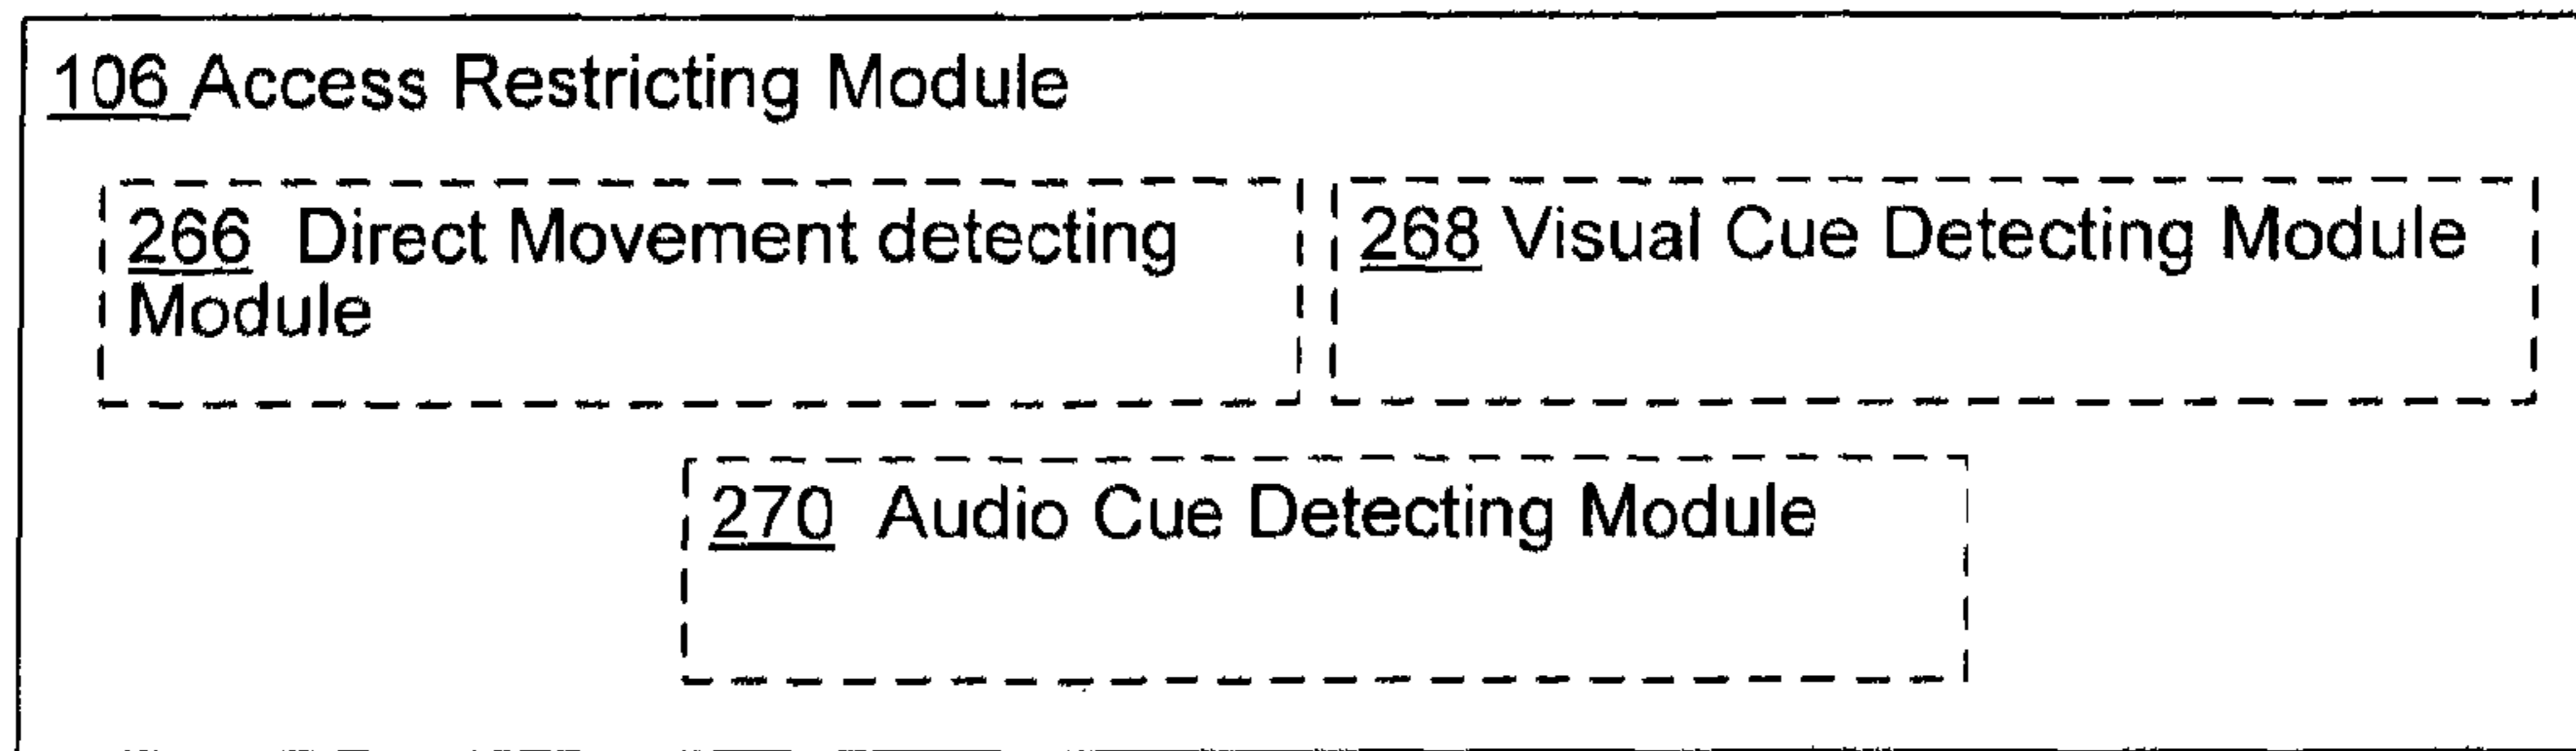 106 Access Restricting Module
266 Direct Movement detecting
Module
268 Visual Cue Detecting Module
270 Audio Cue Detecting Module